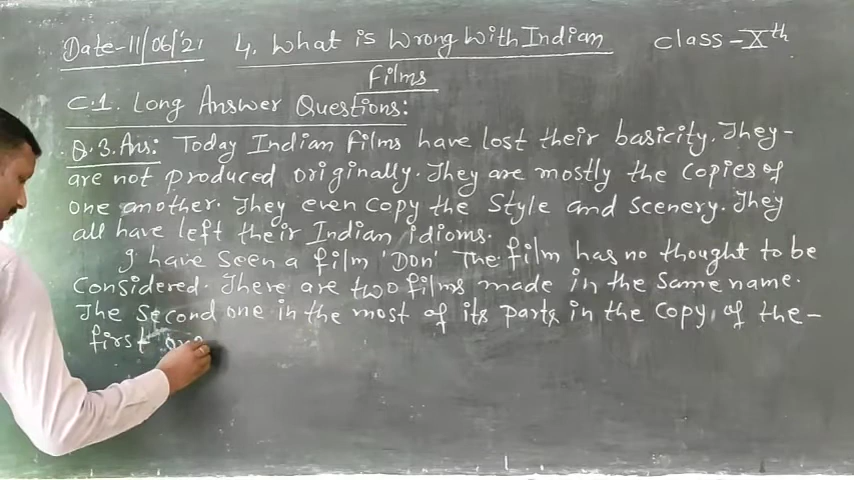 Date-11/06/'21 4. What is Wrong With Indian Class-Xth
Films
C.1. Long Answer Questions:
Q.3.Ans: Today Indian films have lost their basicity. They-
are not produced originally. They are mostly the copies of
one another. They even copy the Style and Scenery. They
all have left their Indian idioms.
I have seen a film 'Don' The film has no thought to be
Considered. There are two films made in the Same name.
The Second one in the most of its parts in the Copy, of the-
first one